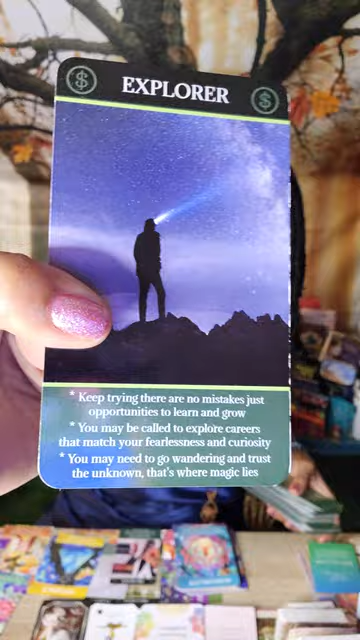 $ EXPLORER $
* Keep trying there are no mistakes just
opportunities to learn and grow
* You may be called to explore careers
that match your fearlessness and curiosity
* You may need to go wandering and trust
the unknown, that's where magic lies